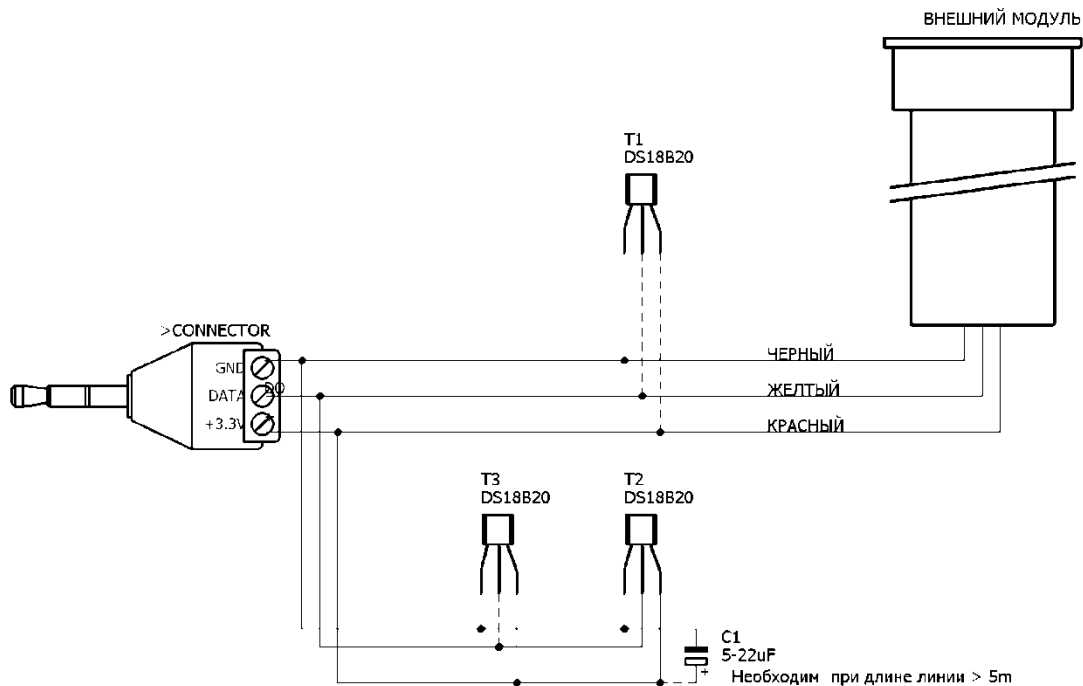 ВНЕШНИЙ МОДУЛЬ
T1
DS18B20
>CONNECTOR
GND
DATA
DQ
+3.3V
ЧЕРНЫЙ
ЖЕЛТЫЙ
КРАСНЫЙ
T3
DS18B20
T2
DS18B20
C1
5-22uF
+
Необходим при длине линии > 5m